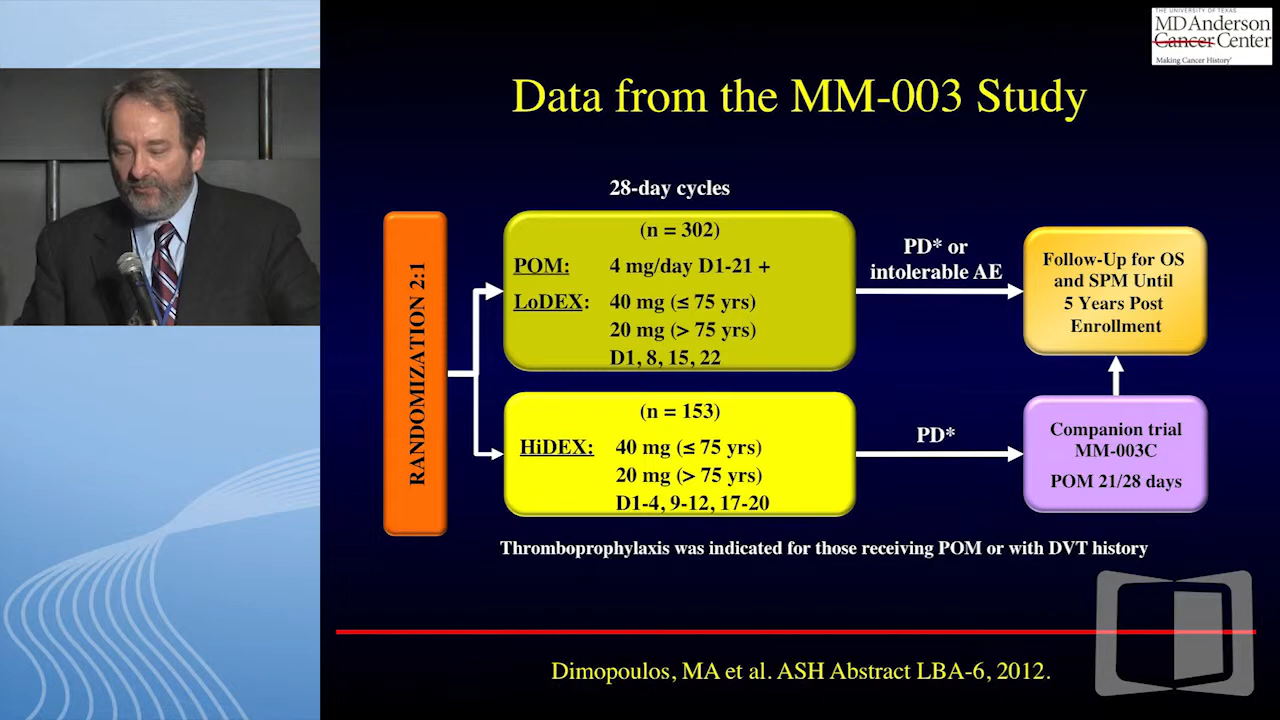 THE UNIVERSITY OF TEXAS
MD Anderson
Cancer Center
Making Cancer History®
Data from the MM-003 Study
28-day cycles
RANDOMIZATION 2:1
(n = 302)
POM: 4 mg/day D1-21 +
LoDEX: 40 mg (≤ 75 yrs)
20 mg (> 75 yrs)
D1, 8, 15, 22
PD* or
intolerable AE
Follow-Up for OS
and SPM Until
5 Years Post
Enrollment
(n = 153)
HiDEX: 40 mg (≤ 75 yrs)
20 mg (> 75 yrs)
D1-4, 9-12, 17-20
PD*
Companion trial
MM-003C
POM 21/28 days
Thromboprophylaxis was indicated for those receiving POM or with DVT history
Dimopoulos, MA et al. ASH Abstract LBA-6, 2012.